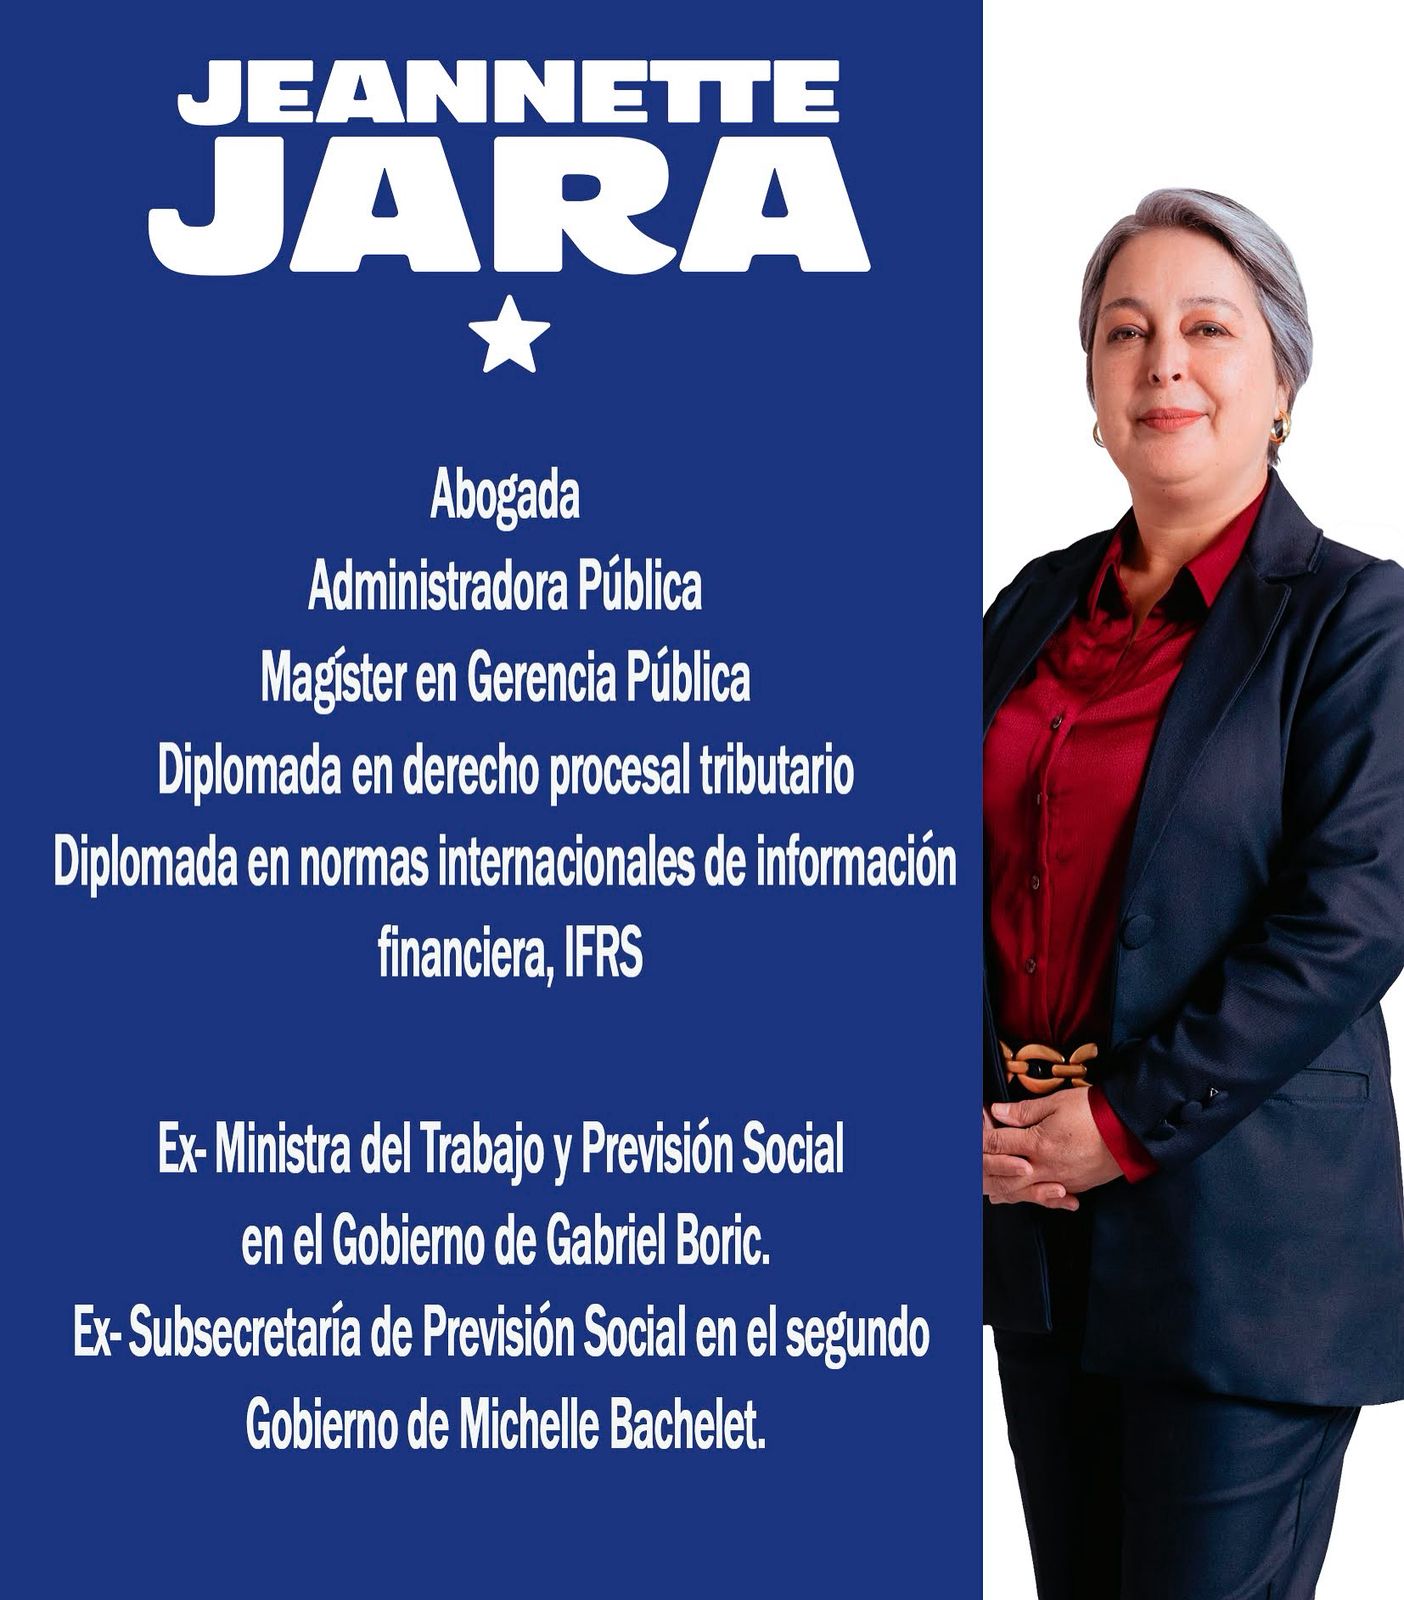 JEANNETTE
JARA
Abogada
Administradora Pública
Magíster en Gerencia Pública
Diplomada en derecho procesal tributario
Diplomada en normas internacionales de información
financiera, IFRS
Ex- Ministra del Trabajo y Previsión Social
en el Gobierno de Gabriel Boric.
Ex- Subsecretaría de Previsión Social en el segundo
Gobierno de Michelle Bachelet.